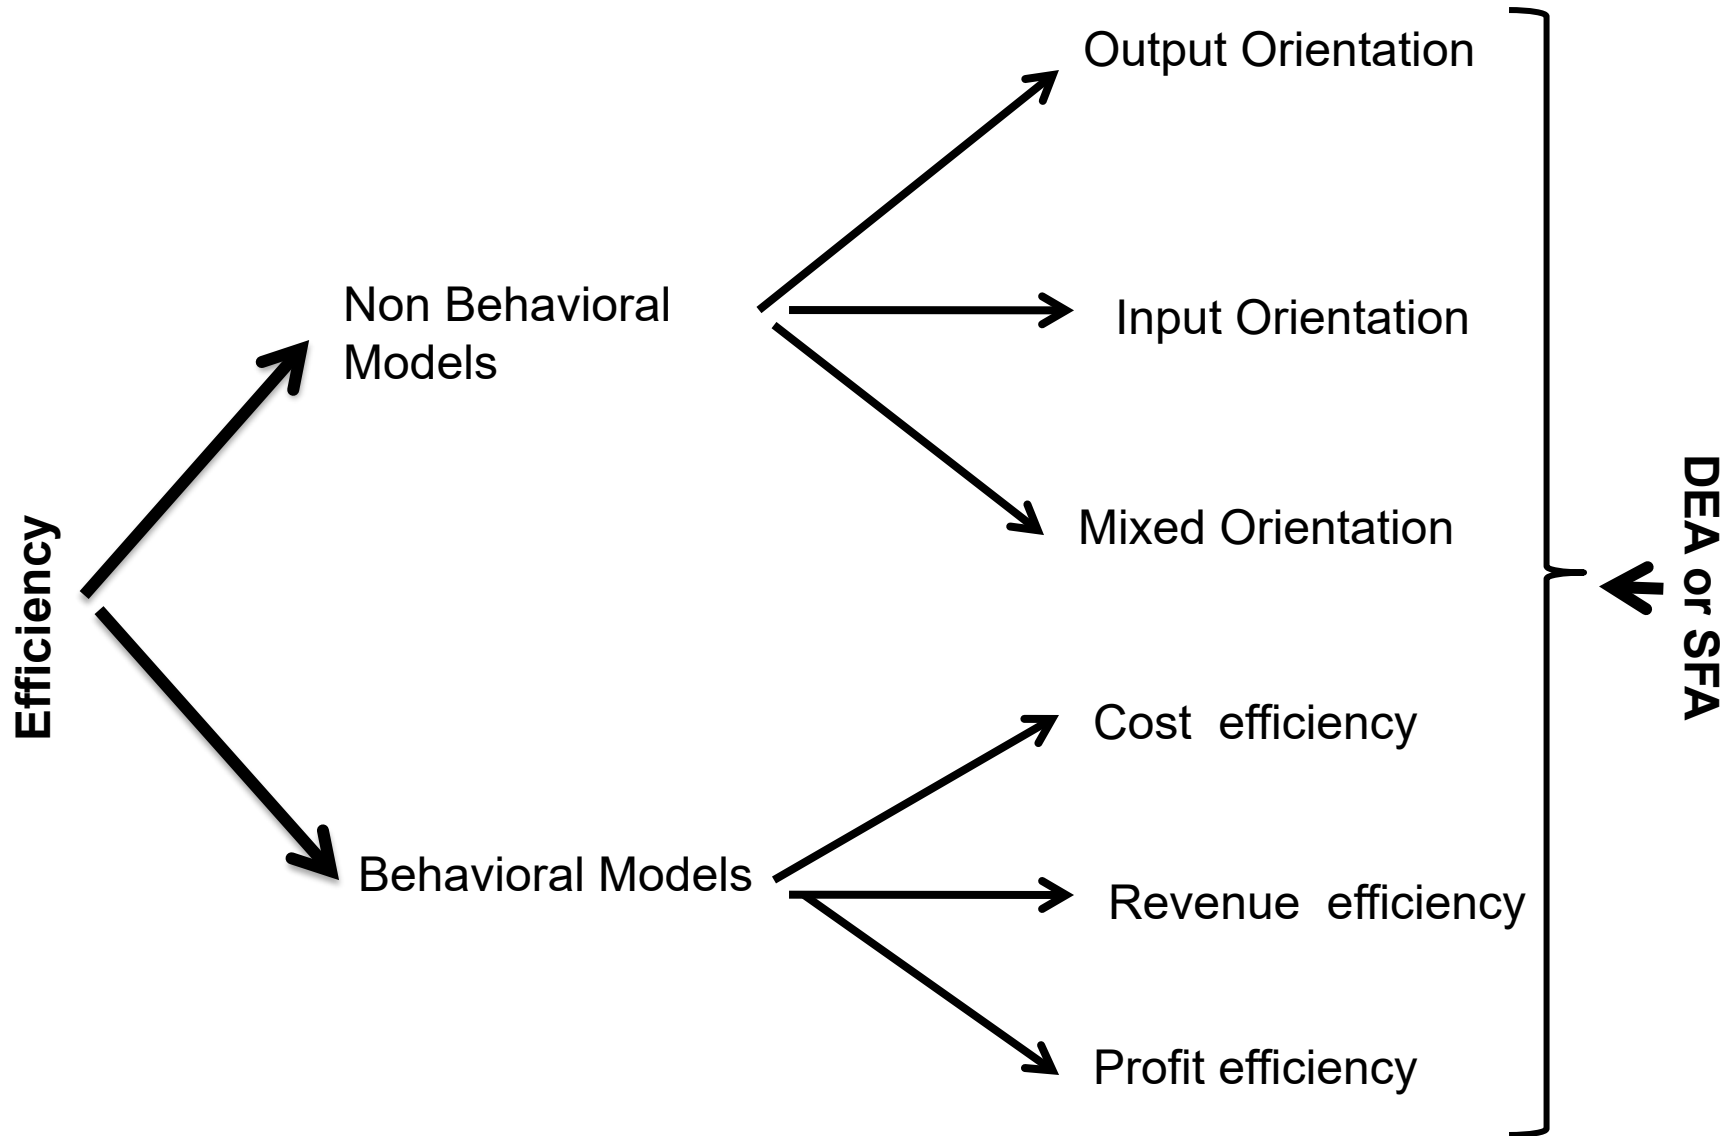 Efficiency
Non Behavioral
Models
Behavioral Models
Output Orientation
Input Orientation
Mixed Orientation
Cost  efficiency
Revenue  efficiency
Profit efficiency
DEA or SFA